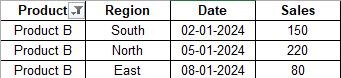 Product Region Date Sales
Product B South 02-01-2024 150
Product B North 05-01-2024 220
Product B East 08-01-2024 80